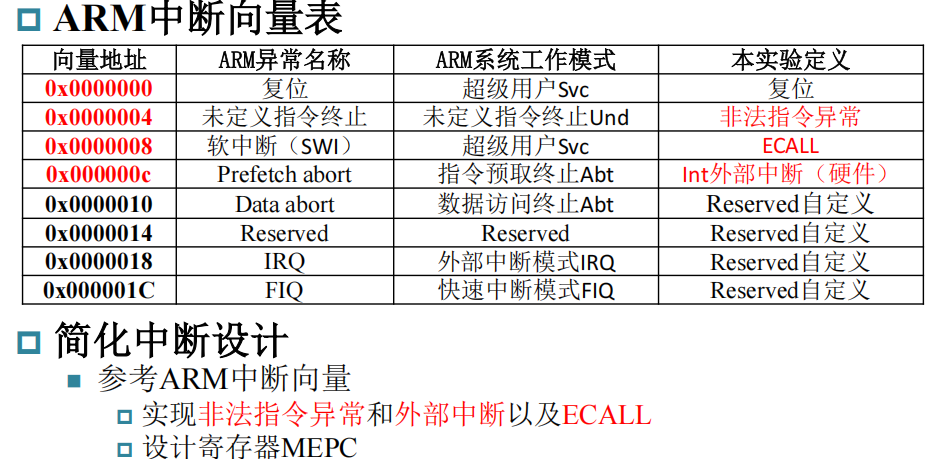 ARM中断向量表
向量地址 ARM异常名称 ARM系统工作模式 本实验定义
0x0000000 复位 超级用户Svc 复位
0x0000004 未定义指令终止 未定义指令终止Und 非法指令异常
0x0000008 软中断（SWI） 超级用户Svc ECALL
0x000000c Prefetch abort 指令预取终止Abt Int外部中断（硬件）
0x0000010 Data abort 数据访问终止Abt Reserved自定义
0x0000014 Reserved Reserved Reserved自定义
0x0000018 IRQ 外部中断模式IRQ Reserved自定义
0x000001C FIQ 快速中断模式FIQ Reserved自定义
简化中断设计
参考ARM中断向量
实现非法指令异常和外部中断以及ECALL
设计寄存器MEPC